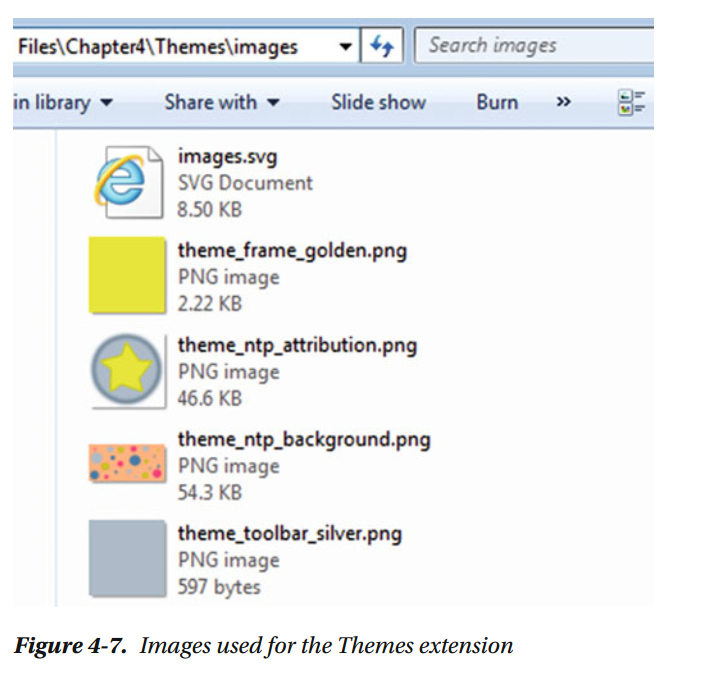 Files\Chapter4\Themes\images
Search images
in library
Share with
Slide show
Burn
»
images.svg
SVG Document
8.50 KB
theme_frame_golden.png
PNG image
2.22 KB
theme_ntp_attribution.png
PNG image
46.6 KB
theme_ntp_background.png
PNG image
54.3 KB
theme_toolbar_silver.png
PNG image
597 bytes
Figure 4-7. Images used for the Themes extension